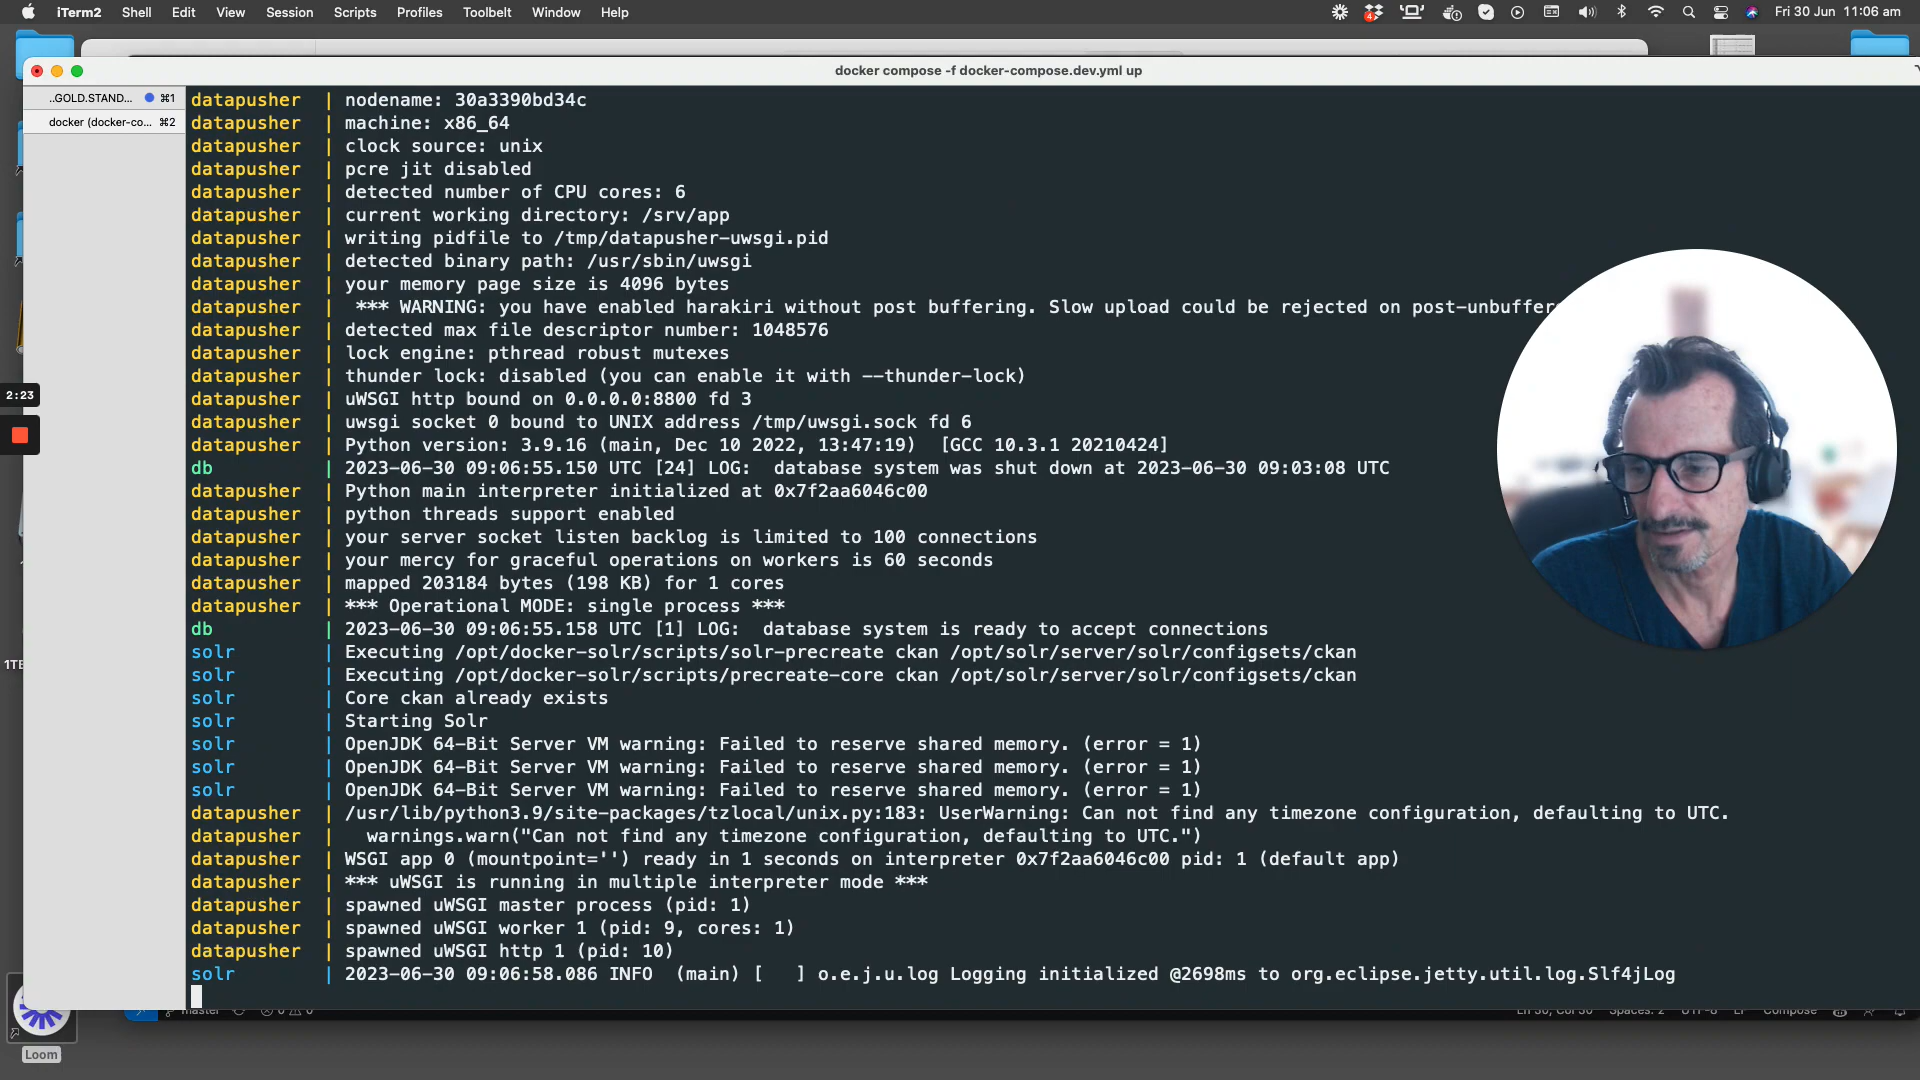 iTerm2 Shell Edit View Session Scripts Profiles Toolbelt Window Help
4
Fri 30 Jun 11:06 am
docker compose -f docker-compose.dev.yml up
..GOLD.STAND... ⌘1
docker (docker-co... ⌘2
datapusher | nodename: 30a3390bd34c
datapusher | machine: x86_64
datapusher | clock source: unix
datapusher | pcre jit disabled
datapusher | detected number of CPU cores: 6
datapusher | current working directory: /srv/app
datapusher | writing pidfile to /tmp/datapusher-uwsgi.pid
datapusher | detected binary path: /usr/sbin/uwsgi
datapusher | your memory page size is 4096 bytes
datapusher | *** WARNING: you have enabled harakiri without post buffering. Slow upload could be rejected on post-unbuffer
datapusher | detected max file descriptor number: 1048576
datapusher | lock engine: pthread robust mutexes
datapusher | thunder lock: disabled (you can enable it with --thunder-lock)
datapusher | uWSGI http bound on 0.0.0.0:8800 fd 3
datapusher | uwsgi socket 0 bound to UNIX address /tmp/uwsgi.sock fd 6
datapusher | Python version: 3.9.16 (main, Dec 10 2022, 13:47:19) [GCC 10.3.1 20210424]
db | 2023-06-30 09:06:55.150 UTC [24] LOG: database system was shut down at 2023-06-30 09:03:08 UTC
datapusher | Python main interpreter initialized at 0x7f2aa6046c00
datapusher | python threads support enabled
datapusher | your server socket listen backlog is limited to 100 connections
datapusher | your mercy for graceful operations on workers is 60 seconds
datapusher | mapped 203184 bytes (198 KB) for 1 cores
datapusher | *** Operational MODE: single process ***
db | 2023-06-30 09:06:55.158 UTC [1] LOG: database system is ready to accept connections
solr | Executing /opt/docker-solr/scripts/solr-precreate ckan /opt/solr/server/solr/configsets/ckan
solr | Executing /opt/docker-solr/scripts/precreate-core ckan /opt/solr/server/solr/configsets/ckan
solr | Core ckan already exists
solr | Starting Solr
solr | OpenJDK 64-Bit Server VM warning: Failed to reserve shared memory. (error = 1)
solr | OpenJDK 64-Bit Server VM warning: Failed to reserve shared memory. (error = 1)
solr | OpenJDK 64-Bit Server VM warning: Failed to reserve shared memory. (error = 1)
datapusher | /usr/lib/python3.9/site-packages/tzlocal/unix.py:183: UserWarning: Can not find any timezone configuration, defaulting to UTC.
datapusher | warnings.warn("Can not find any timezone configuration, defaulting to UTC.")
datapusher | WSGI app 0 (mountpoint='') ready in 1 seconds on interpreter 0x7f2aa6046c00 pid: 1 (default app)
datapusher | *** uWSGI is running in multiple interpreter mode ***
datapusher | spawned uWSGI master process (pid: 1)
datapusher | spawned uWSGI worker 1 (pid: 9, cores: 1)
datapusher | spawned uWSGI http 1 (pid: 10)
solr | 2023-06-30 09:06:58.086 INFO (main) [ ] o.e.j.u.log Logging initialized @2698ms to org.eclipse.jetty.util.log.Slf4jLog
2:23
1TE
master 0 0 Ln 30, Col 30 Spaces: 2 UTF-8 LF Compose
Loom